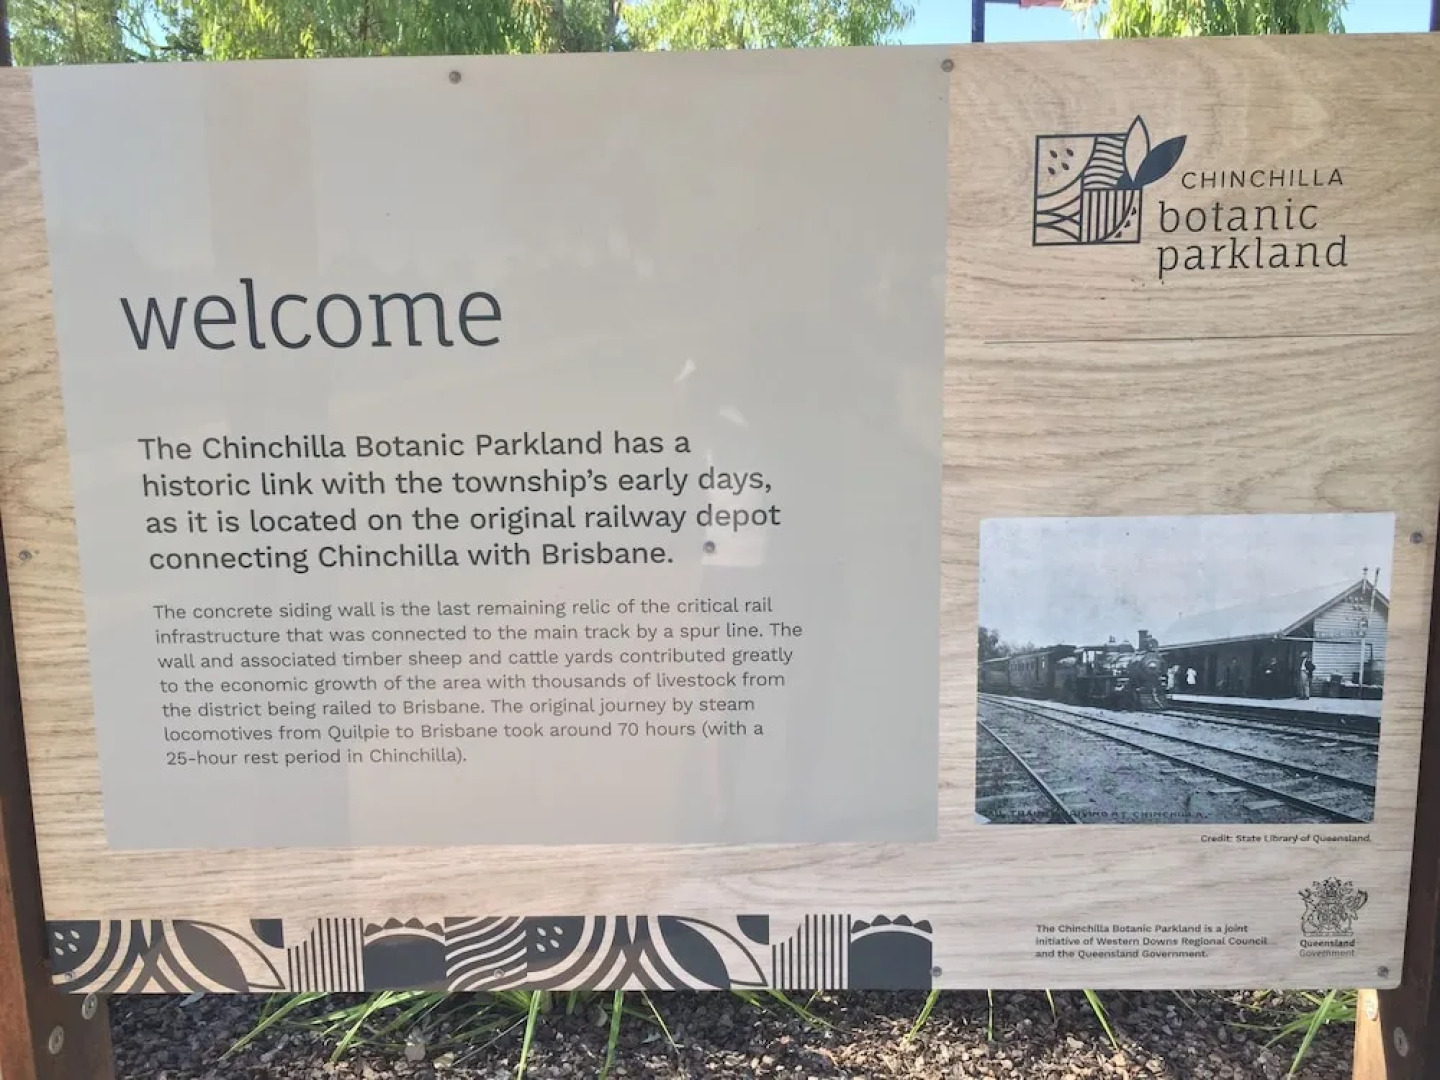 CHINCHILLA
botanic
parkland
welcome
The Chinchilla Botanic Parkland has a
historic link with the township's early days,
as it is located on the original railway depot
connecting Chinchilla with Brisbane.
The concrete siding wall is the last remaining relic of the critical rail
infrastructure that was connected to the main track by a spur line. The
wall and associated timber sheep and cattle yards contributed greatly
to the economic growth of the area with thousands of livestock from
the district being railed to Brisbane. The original journey by steam
locomotives from Quilpie to Brisbane took around 70 hours (with a
25-hour rest period in Chinchilla).
AT CHINCHILLA.
Credit: State Library of Queensland.
The Chinchilla Botanic Parkland is a joint
initiative of Western Downs Regional Council
and the Queensland Government.
Queensland
Government